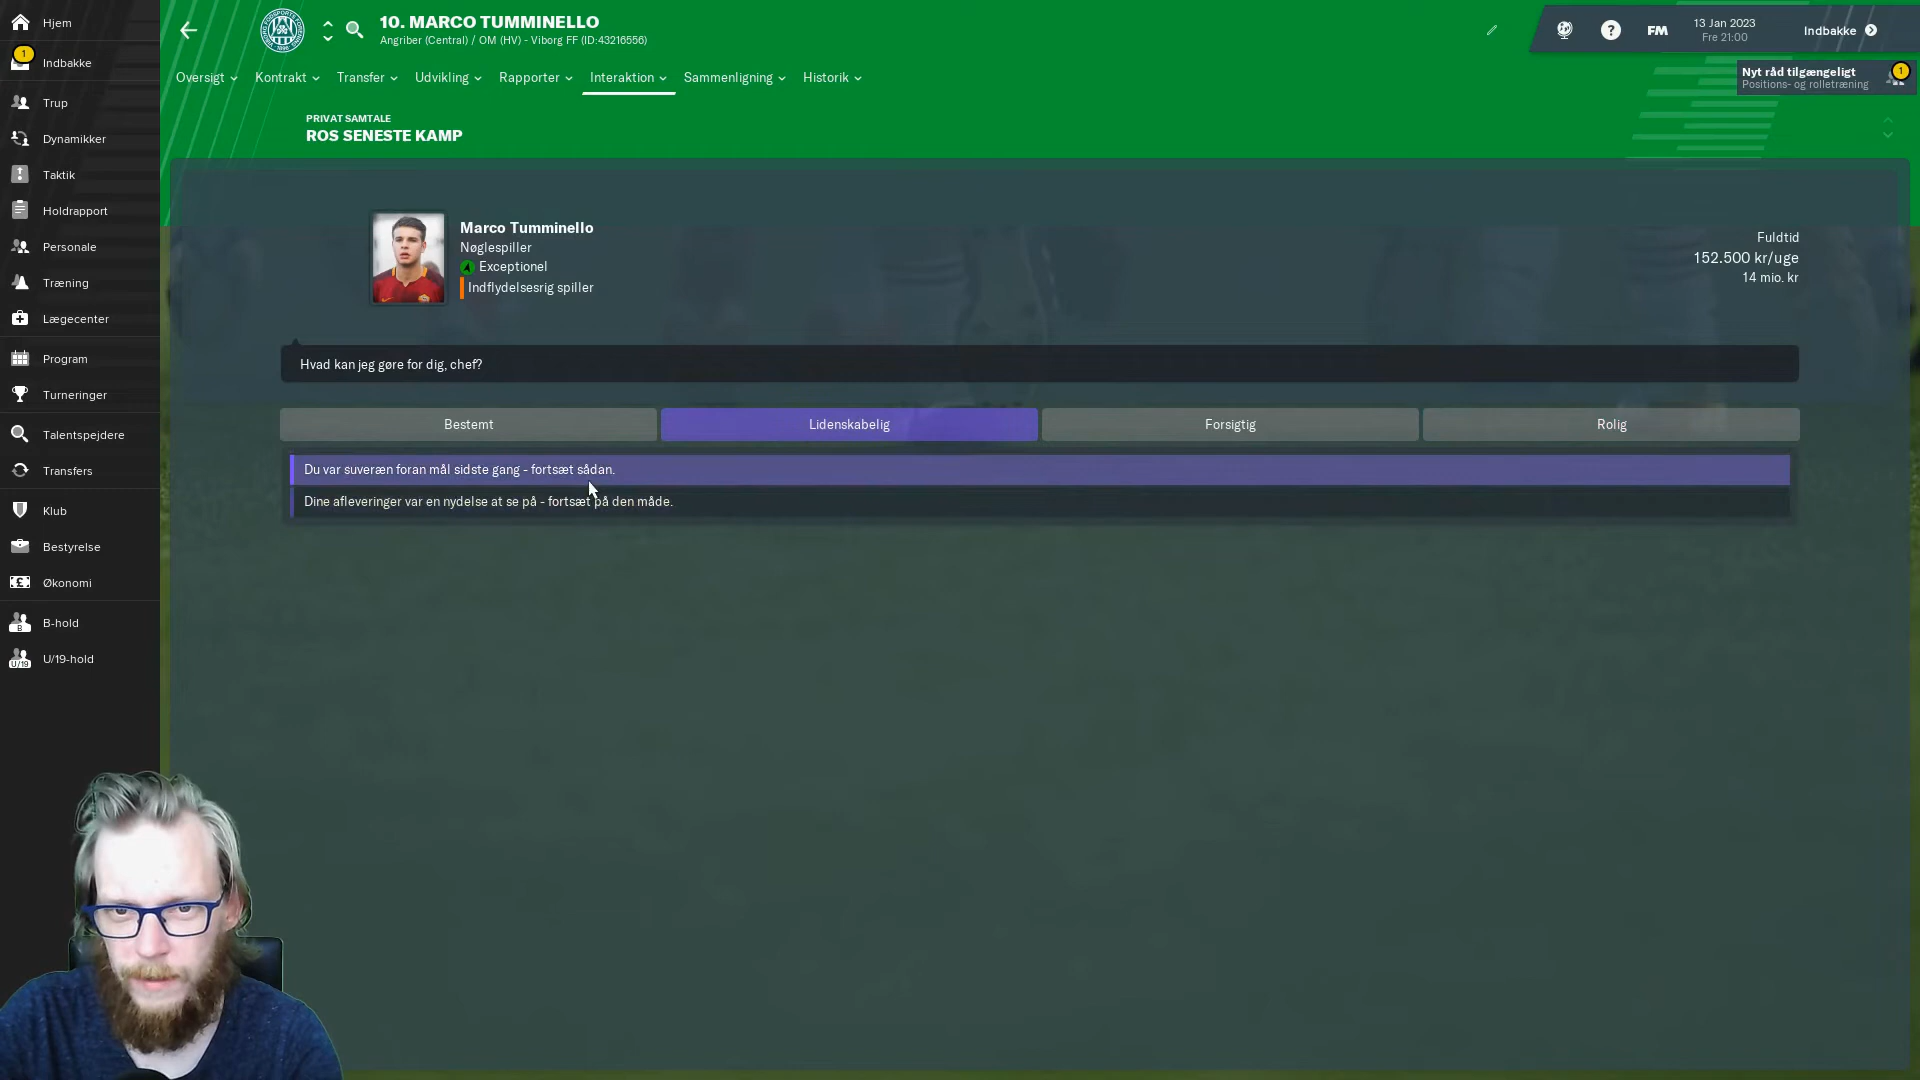 Hjem
1
Indbakke
Trup
Dynamikker
Taktik
Holdrapport
Personale
Træning
Lægecenter
Program
Turneringer
Talentspejdere
Transfers
Klub
Bestyrelse
Økonomi
B
B-hold
U/19
U/19-hold
10. MARCO TUMMINELLO
Angriber (Central) / OM (HV) - Viborg FF (ID:43216556)
?
FM
13 Jan 2023
Fre 21:00
Indbakke
Oversigt
Kontrakt
Transfer
Udvikling
Rapporter
Interaktion
Sammenligning
Historik
Nyt råd tilgængeligt
Positions- og rolletræning
1
PRIVAT SAMTALE
ROS SENESTE KAMP
Marco Tumminello
Nøglespiller
Exceptionel
Indflydelsesrig spiller
Fuldtid
152.500 kr/uge
14 mio. kr
Hvad kan jeg gøre for dig, chef?
Bestemt
Lidenskabelig
Forsigtig
Rolig
Du var suveræn foran mål sidste gang - fortsæt sådan.
Dine afleveringer var en nydelse at se på - fortsæt på den måde.